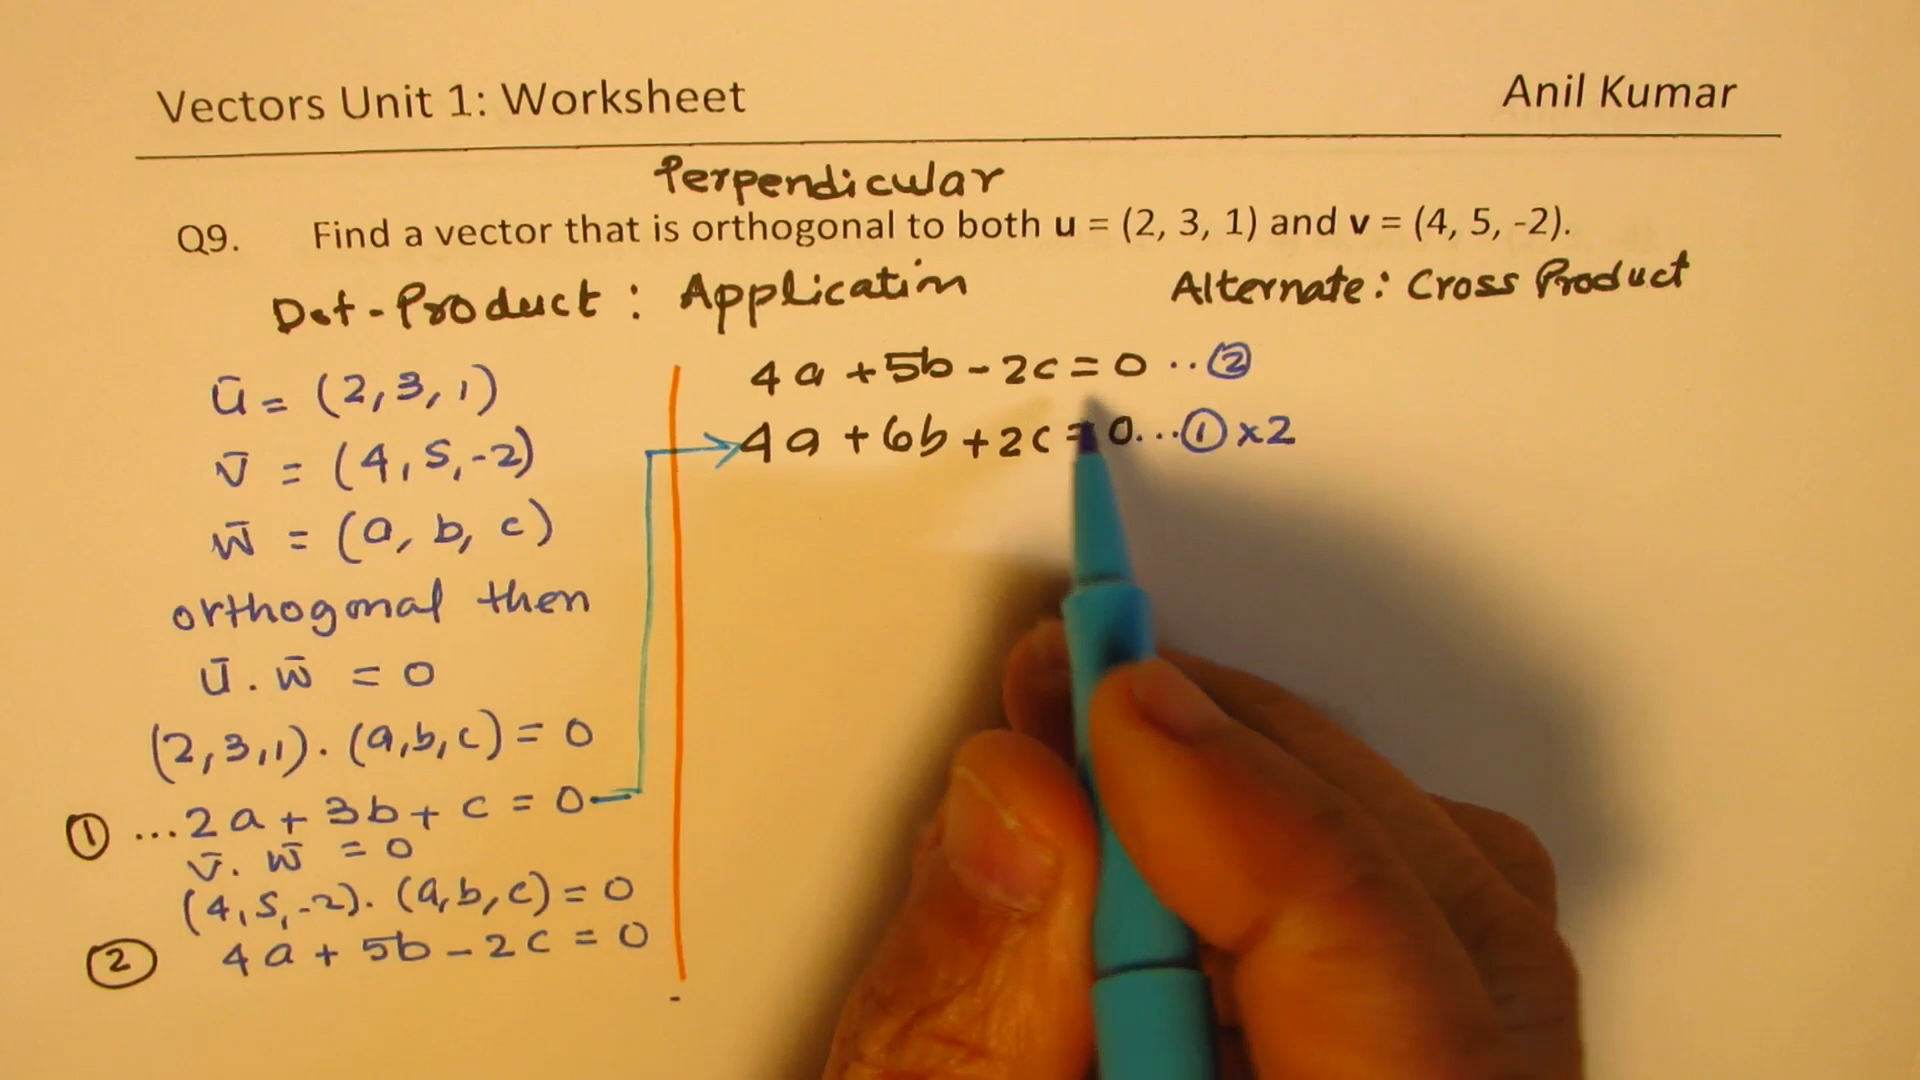 Vectors Unit 1: Worksheet Anil Kumar
Perpendicular
Q9. Find a vector that is orthogonal to both u = (2, 3, 1) and v = (4, 5, -2).
Dot-Product : Application Alternate: Cross Product
ū = (2,3,1)
v̄ = (4,5,-2)
w̄ = (a, b, c)
orthogonal then
ū . w̄ = 0
(2,3,1) . (a,b,c) = 0
① ...2a + 3b + c = 0
v̄ . w̄ = 0
(4,5,-2). (a,b,c) = 0
② 4a + 5b - 2c = 0
4a + 5b - 2c = 0 ..②
4a + 6b + 2c = 0...① x2